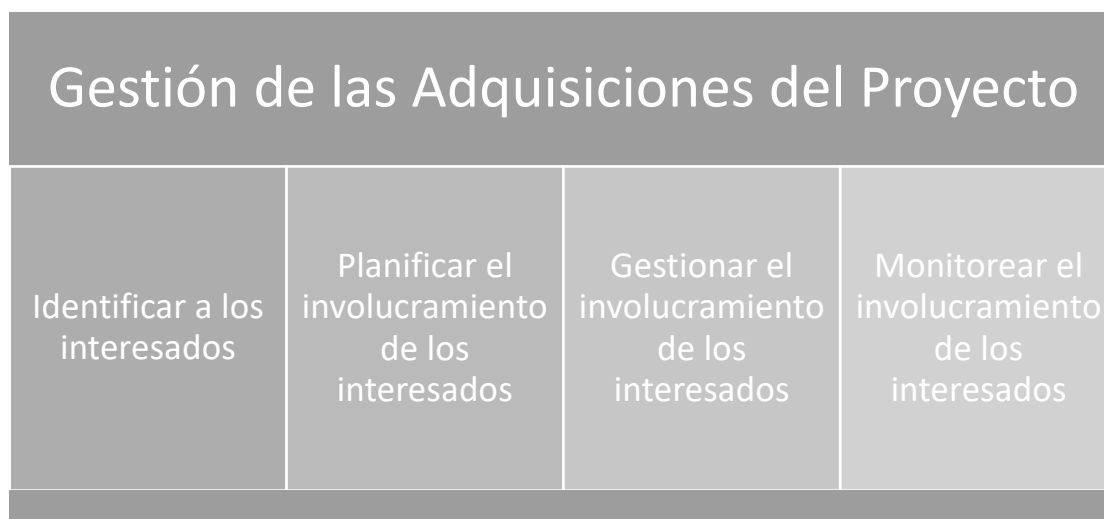 Gestión de las Adquisiciones del Proyecto
Identificar a los
interesados
Planificar el
involucramiento
de los
interesados
Gestionar el
involucramiento
de los
interesados
Monitorear el
involucramiento
de los
interesados